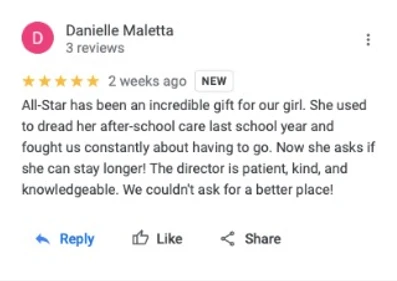 D
Danielle Maletta
3 reviews
★★★★★ 2 weeks ago NEW
All-Star has been an incredible gift for our girl. She used
to dread her after-school care last school year and
fought us constantly about having to go. Now she asks if
she can stay longer! The director is patient, kind, and
knowledgeable. We couldn't ask for a better place!
Reply Like Share